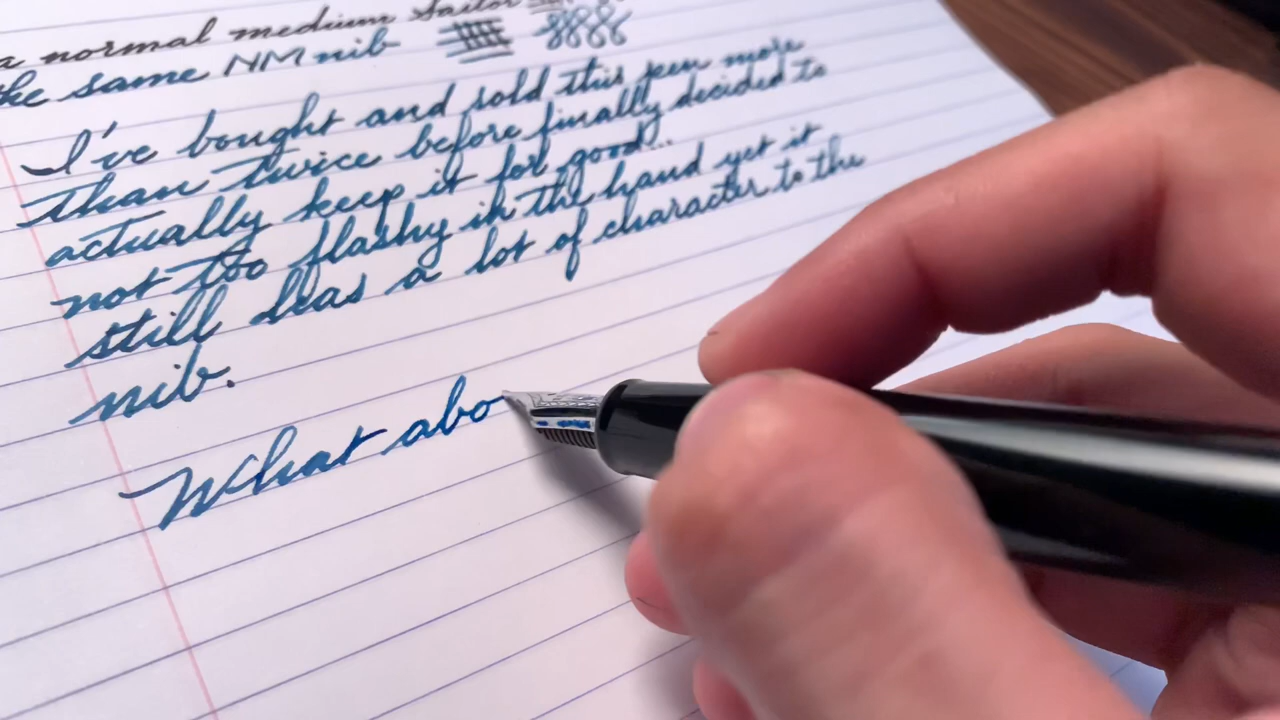 a normal medium
the same NM nib
I've bought and sold this pen more
than twice before finally decided to
actually keep it for good...
not too flashy in the hand yet it
still has a lot of character to the
nib.
What abo